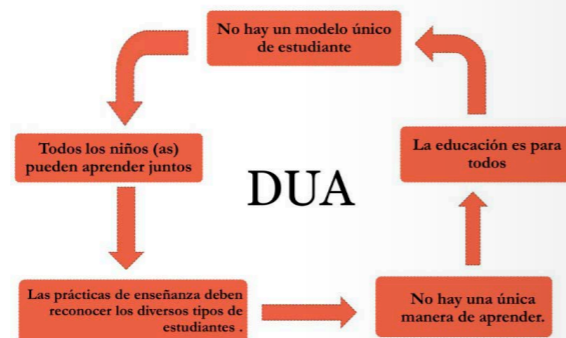 No hay un modelo único
de estudiante
Todos los niños (as)
pueden aprender juntos
La educación es para
todos
DUA
Las prácticas de enseñanza deben
reconocer los diversos tipos de
estudiantes .
No hay una única
manera de aprender.